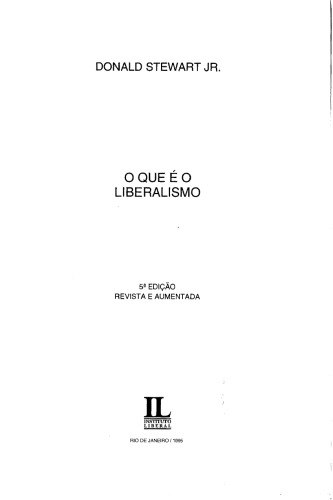 DONALD STEWART JR.
O QUE É O
LIBERALISMO
5ª EDIÇÃO
REVISTA E AUMENTADA
IL
INSTITUTO
LIBERAL
RIO DE JANEIRO / 1995